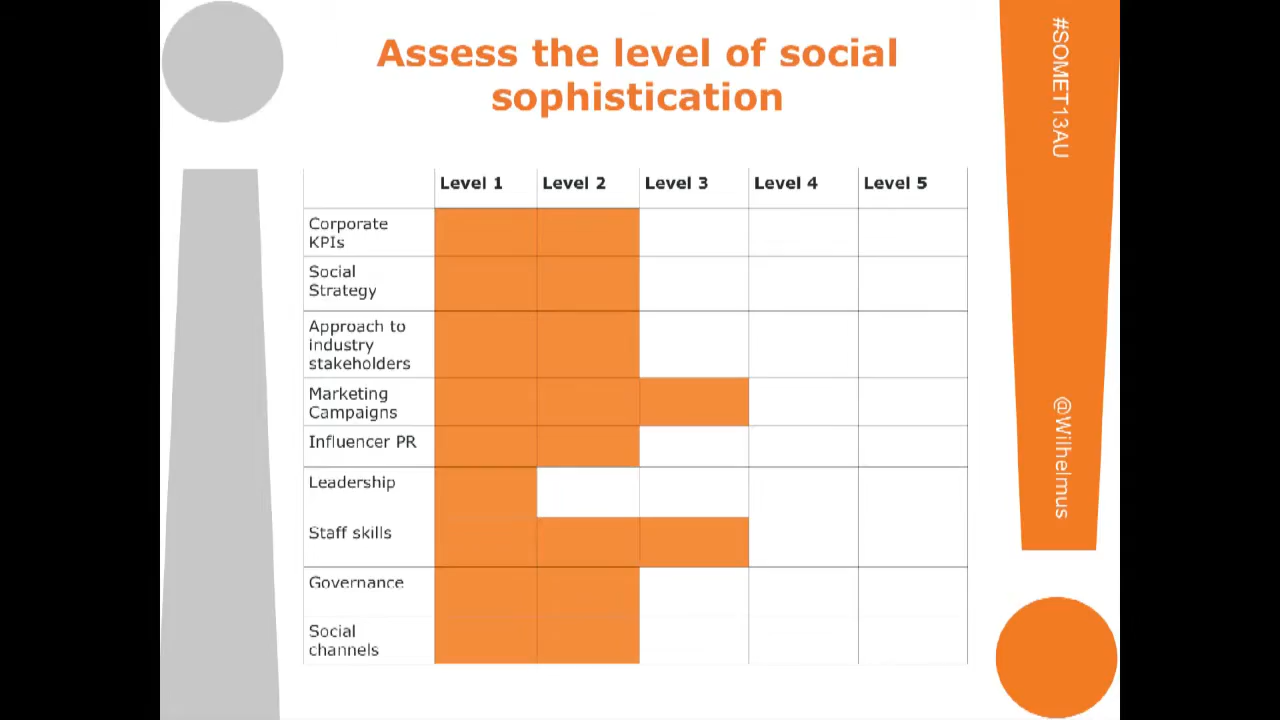 Assess the level of social
sophistication
#SOMET13AU
@Wilhelmus
Level 1 Level 2 Level 3 Level 4 Level 5
Corporate
KPIs
Social
Strategy
Approach to
industry
stakeholders
Marketing
Campaigns
Influencer PR
Leadership
Staff skills
Governance
Social
channels